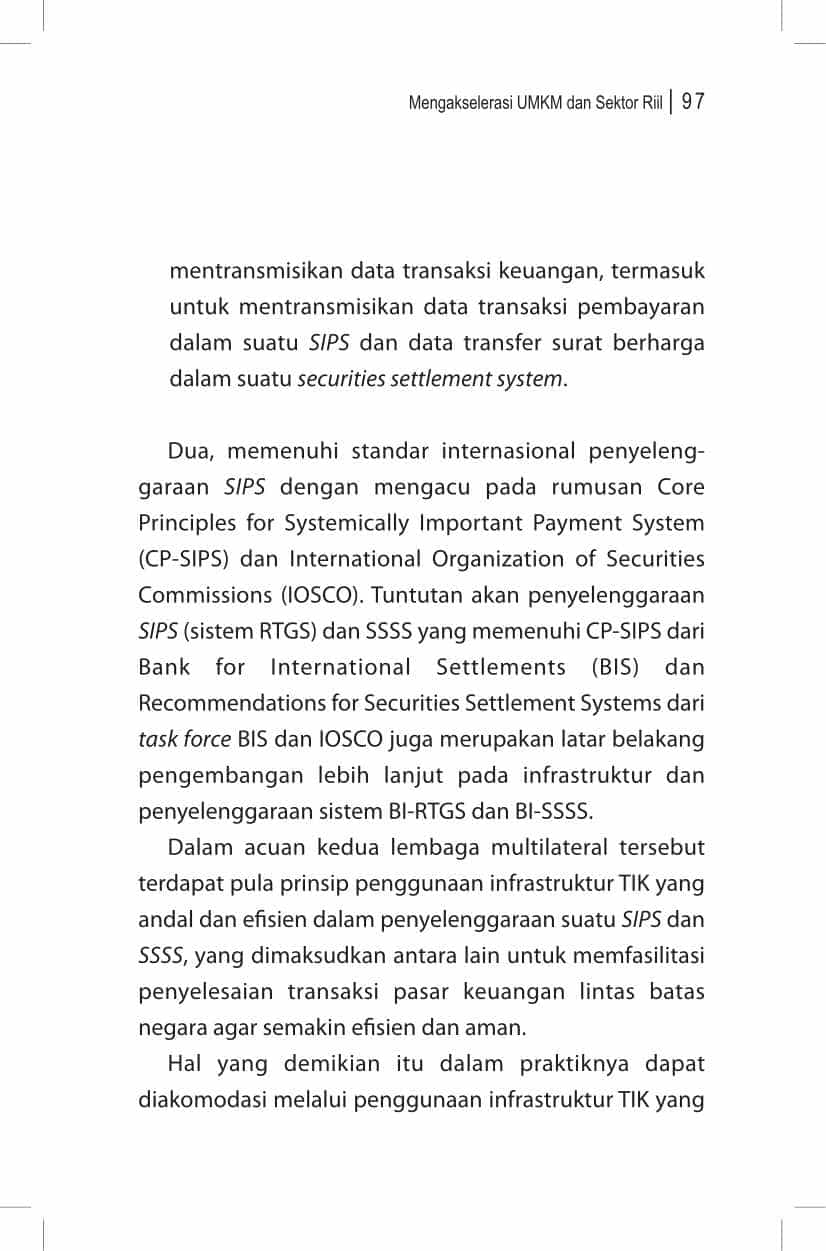 Mengakselerasi UMKM dan Sektor Riil | 97
mentransmisikan data transaksi keuangan, termasuk
untuk mentransmisikan data transaksi pembayaran
dalam suatu SIPS dan data transfer surat berharga
dalam suatu securities settlement system.
Dua, memenuhi standar internasional penyeleng-
garaan SIPS dengan mengacu pada rumusan Core
Principles for Systemically Important Payment System
(CP-SIPS) dan International Organization of Securities
Commissions (IOSCO). Tuntutan akan penyelenggaraan
SIPS (sistem RTGS) dan SSSS yang memenuhi CP-SIPS dari
Bank for International Settlements (BIS) dan
Recommendations for Securities Settlement Systems dari
task force BIS dan IOSCO juga merupakan latar belakang
pengembangan lebih lanjut pada infrastruktur dan
penyelenggaraan sistem BI-RTGS dan BI-SSSS.
Dalam acuan kedua lembaga multilateral tersebut
terdapat pula prinsip penggunaan infrastruktur TIK yang
andal dan efisien dalam penyelenggaraan suatu SIPS dan
SSSS, yang dimaksudkan antara lain untuk memfasilitasi
penyelesaian transaksi pasar keuangan lintas batas
negara agar semakin efisien dan aman.
Hal yang demikian itu dalam praktiknya dapat
diakomodasi melalui penggunaan infrastruktur TIK yang